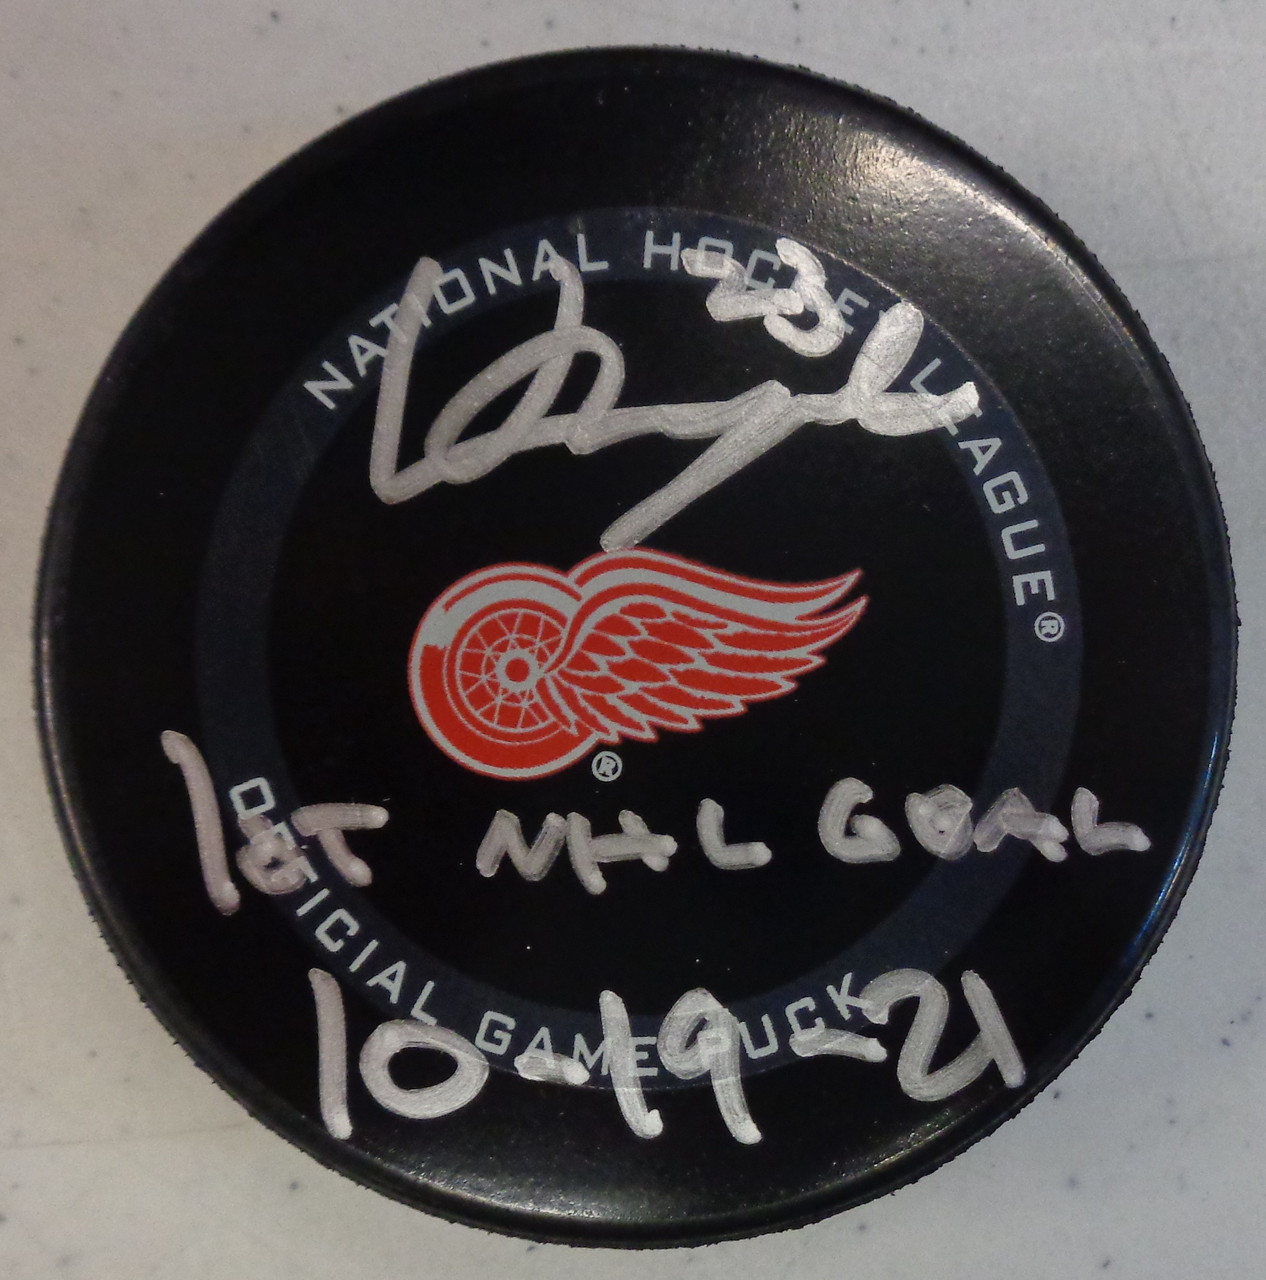 NATIONAL HOCKEY LEAGUE®
23
®
1ST NHL GOAL
OFFICIAL GAME PUCK
10-19-21